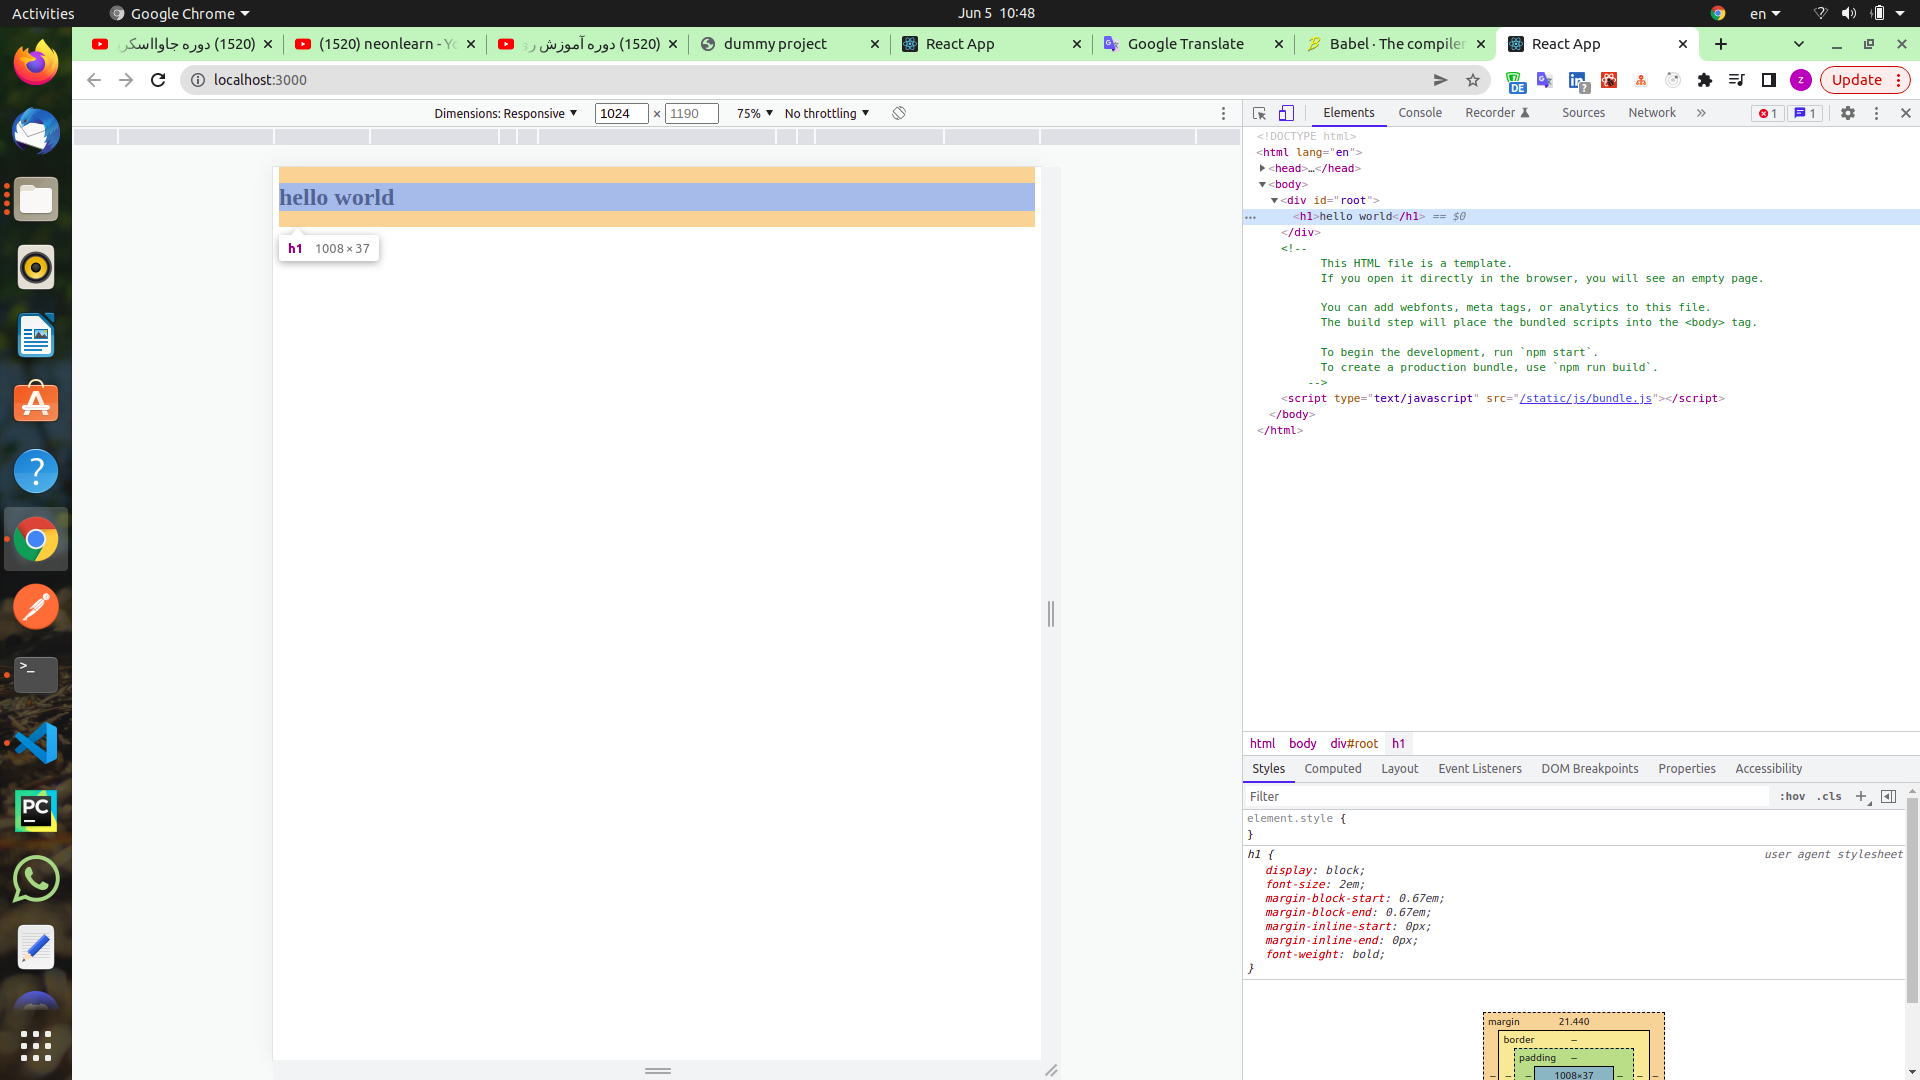 Activities
Google Chrome
Jun 5 10:48
en
(1520) دوره جاوااسکر
(1520) neonlearn - Yo
(1520) دوره آموزش ری
dummy project
React App
Google Translate
Babel · The compiler
React App
localhost:3000
DE
?
z
Update
Dimensions: Responsive
1024
×
1190
75%
No throttling
Elements
Console
Recorder
Sources
Network
»
1
1
hello world
h1 1008 × 37
<!DOCTYPE html>
<html lang="en">
<head>…</head>
<body>
<div id="root">
… <h1>hello world</h1> == $0
</div>
<!--
This HTML file is a template.
If you open it directly in the browser, you will see an empty page.
You can add webfonts, meta tags, or analytics to this file.
The build step will place the bundled scripts into the <body> tag.
To begin the development, run `npm start`.
To create a production bundle, use `npm run build`.
-->
<script type="text/javascript" src="/static/js/bundle.js"></script>
</body>
</html>
html body div#root h1
Styles Computed Layout Event Listeners DOM Breakpoints Properties Accessibility
Filter
:hov .cls
element.style {
}
h1 { user agent stylesheet
display: block;
font-size: 2em;
margin-block-start: 0.67em;
margin-block-end: 0.67em;
margin-inline-start: 0px;
margin-inline-end: 0px;
font-weight: bold;
}
margin 21.440
border –
padding –
– – 1008×37 – – –
>_
PC